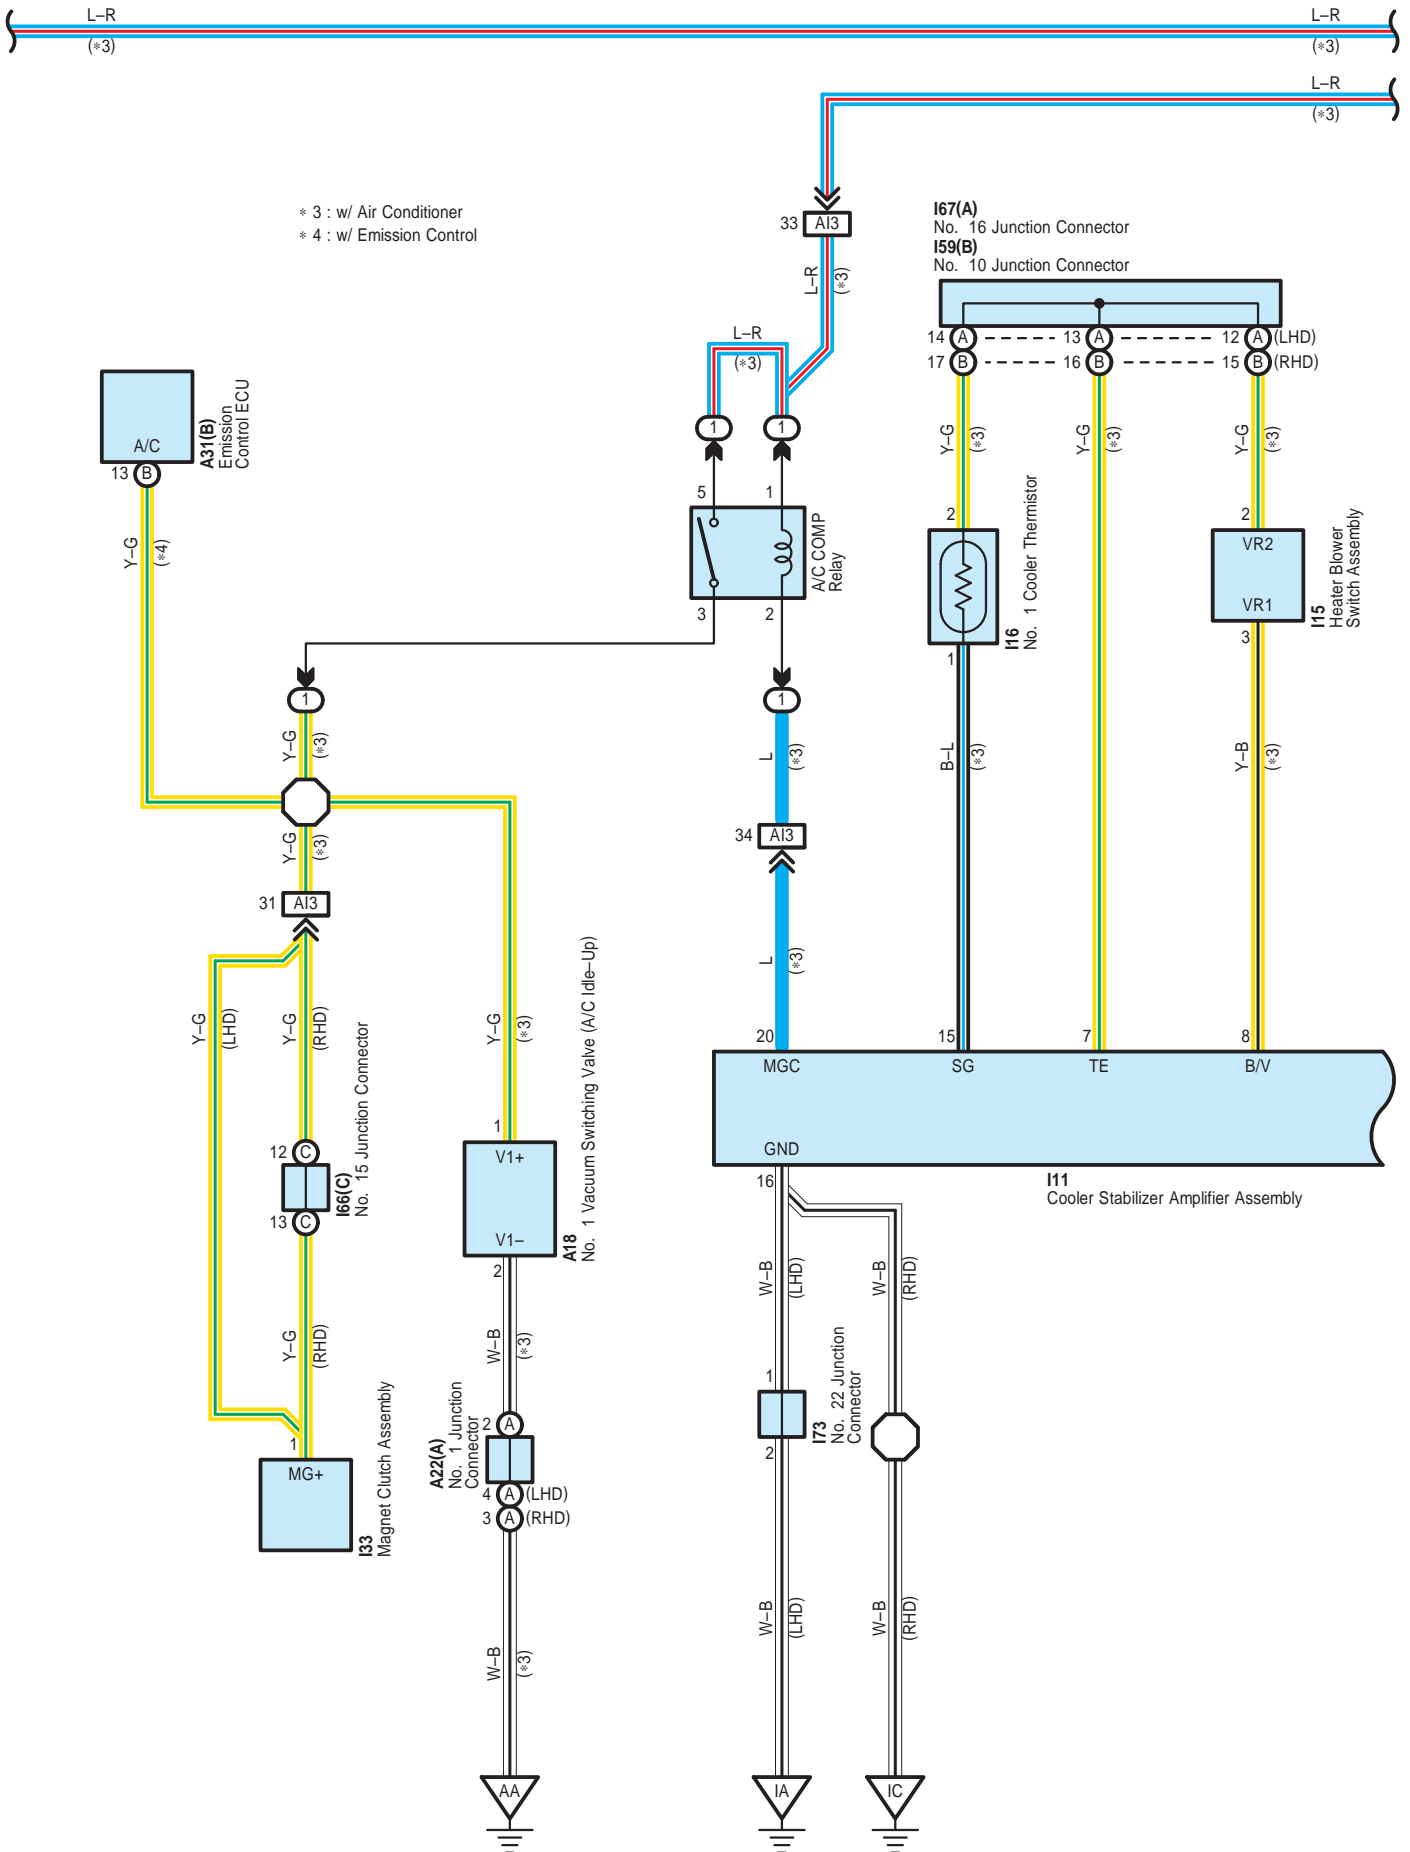 L–R
(∗3)
L–R
(∗3)
L–R
(∗3)
∗ 3 : w/ Air Conditioner
∗ 4 : w/ Emission Control
33 AI3
L–R
(∗3)
L–R
(∗3)
I67(A)
No. 16 Junction Connector
I59(B)
No. 10 Junction Connector
14 A 13 A 12 A (LHD)
17 B 16 B 15 B (RHD)
Y–G
(∗3)
Y–G
(∗3)
Y–G
(∗3)
A/C
13 B
A31(B)
Emission
Control ECU
Y–G
(∗4)
1
1
5
1
3
2
A/C COMP
Relay
2
1
I16
No. 1 Cooler Thermistor
2
VR2
VR1
3
I15
Heater Blower
Switch Assembly
1
1
Y–G
(∗3)
L
(∗3)
B–L
(∗3)
Y–B
(∗3)
Y–G
(∗3)
34 AI3
31 AI3
L
(∗3)
Y–G
(LHD)
Y–G
(RHD)
Y–G
(∗3)
20
15
7
8
MGC
SG
TE
B/V
GND
16
I11
Cooler Stabilizer Amplifier Assembly
12 C
13 C
I66(C)
No. 15 Junction Connector
1
V1+
V1–
2
A18
No. 1 Vacuum Switching Valve (A/C Idle–Up)
W–B
(LHD)
W–B
(RHD)
Y–G
(RHD)
W–B
(∗3)
1
2
I73
No. 22 Junction
Connector
1
MG+
I33
Magnet Clutch Assembly
2 A
4 A (LHD)
3 A (RHD)
A22(A)
No. 1 Junction
Connector
W–B
(∗3)
W–B
(LHD)
W–B
(RHD)
AA
IA
IC